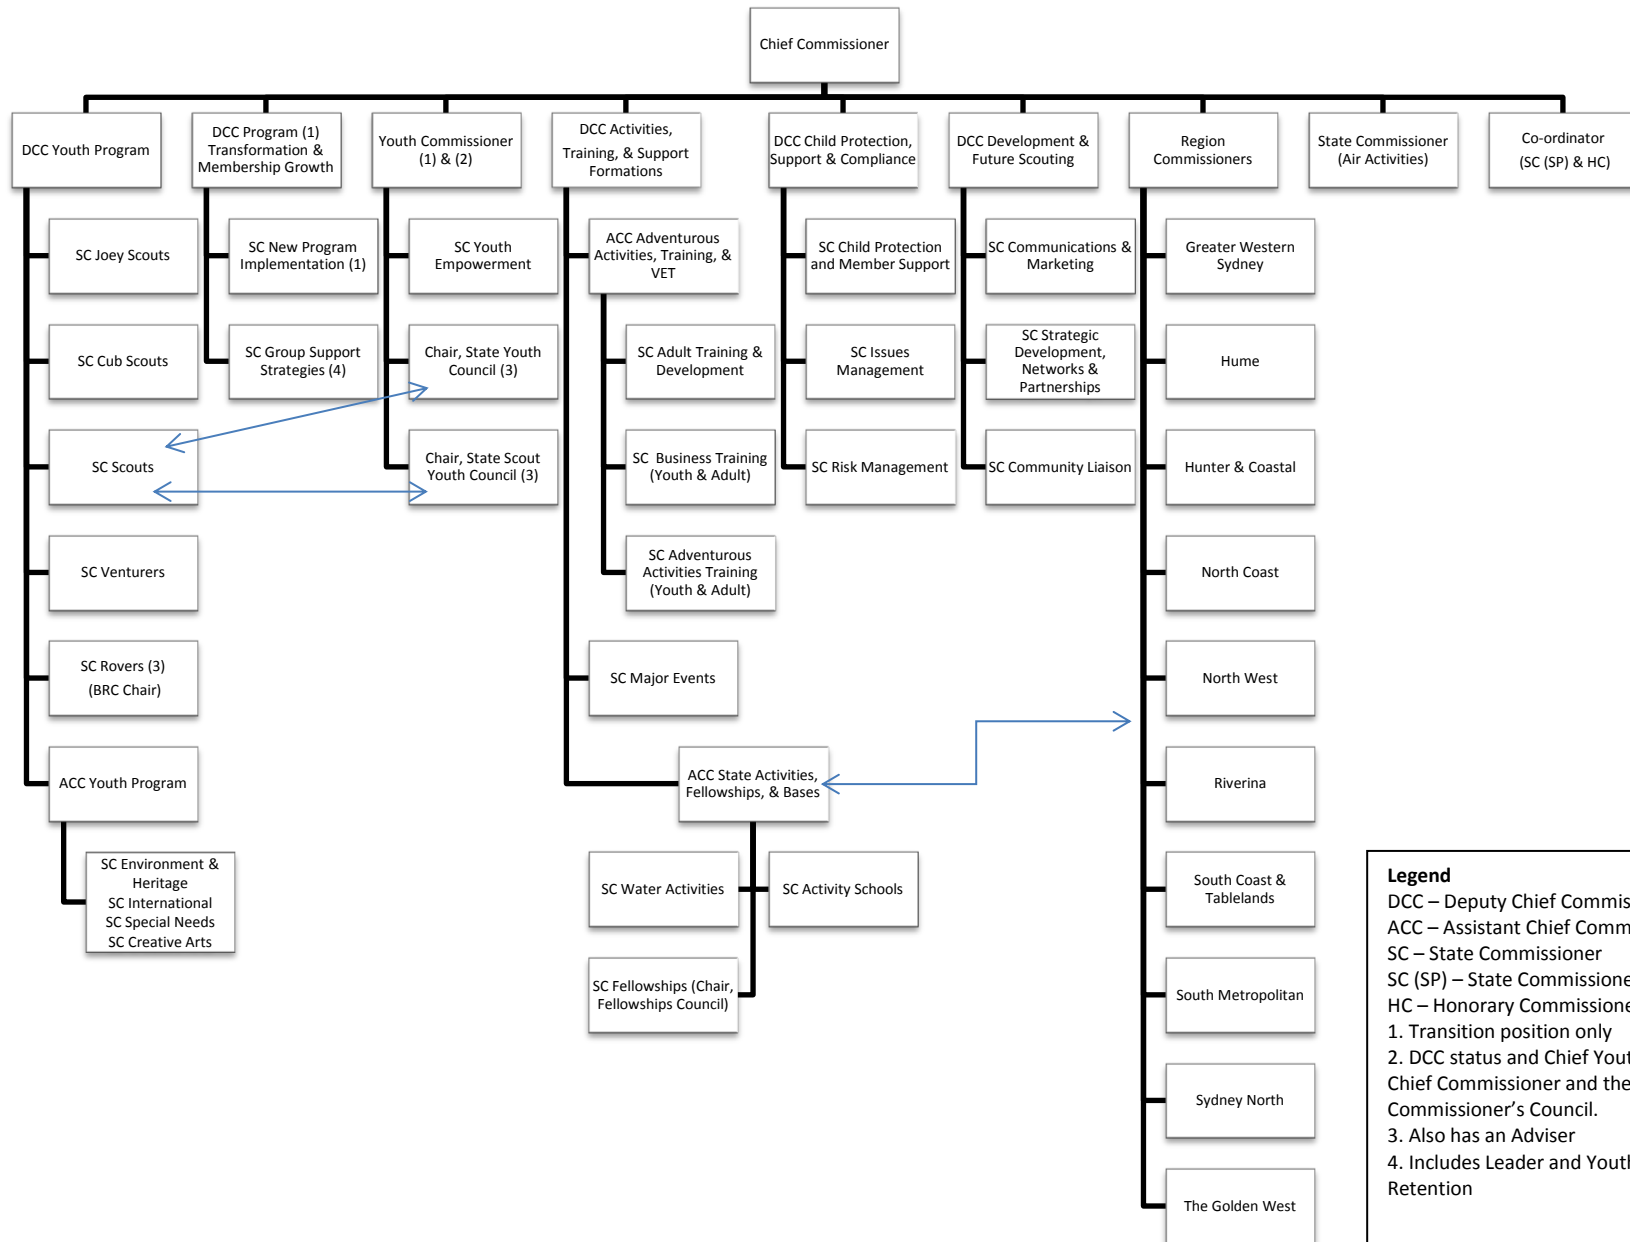 Chief Commissioner
DCC Youth Program
DCC Program (1)
Transformation &
Membership Growth
Youth Commissioner
(1) & (2)
DCC Activities,
Training, & Support
Formations
DCC Child Protection,
Support & Compliance
DCC Development &
Future Scouting
Region
Commissioners
State Commissioner
(Air Activities)
Co-ordinator
(SC (SP) & HC)
SC Joey Scouts
SC Cub Scouts
SC Scouts
SC Venturers
SC Rovers (3)
(BRC Chair)
ACC Youth Program
SC Environment &
Heritage
SC International
SC Special Needs
SC Creative Arts
SC New Program
Implementation (1)
SC Group Support
Strategies (4)
SC Youth
Empowerment
Chair, State Youth
Council (3)
Chair, State Scout
Youth Council (3)
ACC Adventurous
Activities, Training, &
VET
SC Adult Training &
Development
SC Business Training
(Youth & Adult)
SC Adventurous
Activities Training
(Youth & Adult)
SC Major Events
ACC State Activities,
Fellowships, & Bases
SC Water Activities
SC Activity Schools
SC Fellowships (Chair,
Fellowships Council)
SC Child Protection
and Member Support
SC Issues
Management
SC Risk Management
SC Communications &
Marketing
SC Strategic
Development,
Networks &
Partnerships
SC Community Liaison
Greater Western
Sydney
Hume
Hunter & Coastal
North Coast
North West
Riverina
South Coast &
Tablelands
South Metropolitan
Sydney North
The Golden West
Legend
DCC – Deputy Chief
ACC – Assistant Chief
SC – State Commissioner
SC (SP) – State
HC – Honorary
1. Transition position only
2. DCC status and Chief
Chief Commissioner and the
Commissioner's Council.
3. Also has an Adviser
4. Includes Leader and
Retention